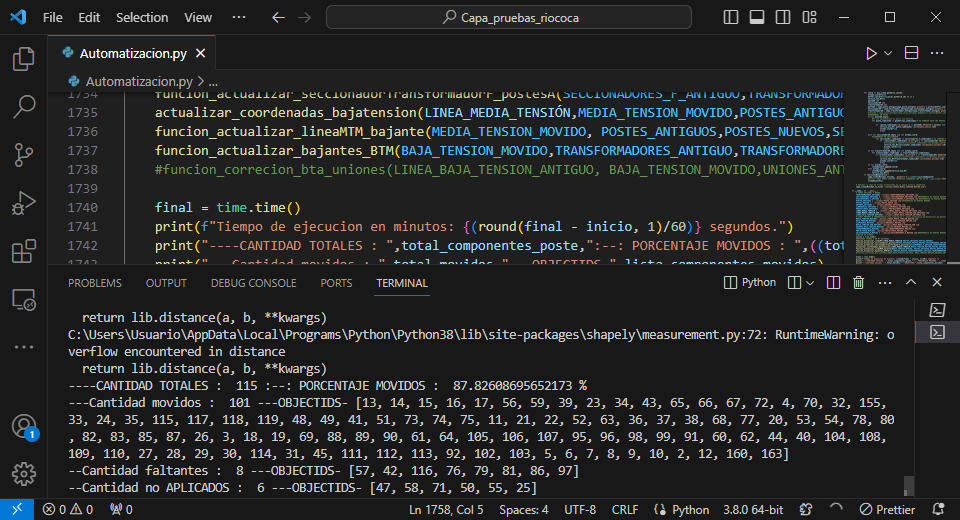 File Edit Selection View ··· Capa_pruebas_riococa
Automatizacion.py
Automatizacion.py > ...
1734 funcion_actualizar_seccionadorTransformadorF_postesA(SECCIONADORES_F_ANTIGUO,TRANSFORMADOR
1735 actualizar_coordenadas_bajatension(LINEA_MEDIA_TENSIÓN,MEDIA_TENSION_MOVIDO,POSTES_ANTIGUO
1736 funcion_actualizar_lineaMTM_bajante(MEDIA_TENSION_MOVIDO, POSTES_ANTIGUOS,POSTES_NUEVOS,SE
1737 funcion_actualizar_bajantes_BTM(BAJA_TENSION_MOVIDO,TRANSFORMADORES_ANTIGUO,TRANSFORMADORE
1738 #funcion_correcion_bta_uniones(LINEA_BAJA_TENSION_ANTIGUO, BAJA_TENSION_MOVIDO,UNIONES_ANT
1739
1740 final = time.time()
1741 print(f"Tiempo de ejecucion en minutos: {(round(final - inicio, 1)/60)} segundos.")
1742 print("----CANTIDAD TOTALES : ",total_componentes_poste,":--: PORCENTAJE MOVIDOS : ",((tot
1743 print("---Cantidad movidos : ",total_movidos,"---OBJECTIDS-",lista_componentes_movidos)
PROBLEMS OUTPUT DEBUG CONSOLE PORTS TERMINAL Python
return lib.distance(a, b, **kwargs)
C:\Users\Usuario\AppData\Local\Programs\Python\Python38\lib\site-packages\shapely\measurement.py:72: RuntimeWarning: o
verflow encountered in distance
return lib.distance(a, b, **kwargs)
----CANTIDAD TOTALES :  115 :--: PORCENTAJE MOVIDOS :  87.82608695652173 %
---Cantidad movidos :  101 ---OBJECTIDS- [13, 14, 15, 16, 17, 56, 59, 39, 23, 34, 43, 65, 66, 67, 72, 4, 70, 32, 155,
33, 24, 35, 115, 117, 118, 119, 48, 49, 41, 51, 73, 74, 75, 11, 21, 22, 52, 63, 36, 37, 38, 68, 77, 20, 53, 54, 78, 80
, 82, 83, 85, 87, 26, 3, 18, 19, 69, 88, 89, 90, 61, 64, 105, 106, 107, 95, 96, 98, 99, 91, 60, 62, 44, 40, 104, 108,
109, 110, 27, 28, 29, 30, 114, 31, 45, 111, 112, 113, 92, 102, 103, 5, 6, 7, 8, 9, 10, 2, 12, 160, 163]
--Cantidad faltantes :  8 ---OBJECTIDS- [57, 42, 116, 76, 79, 81, 86, 97]
--Cantidad no APLICADOS :  6 ---OBJECTIDS- [47, 58, 71, 50, 55, 25]
1
0 0 0 Ln 1758, Col 5 Spaces: 4 UTF-8 CRLF Python 3.8.0 64-bit Prettier